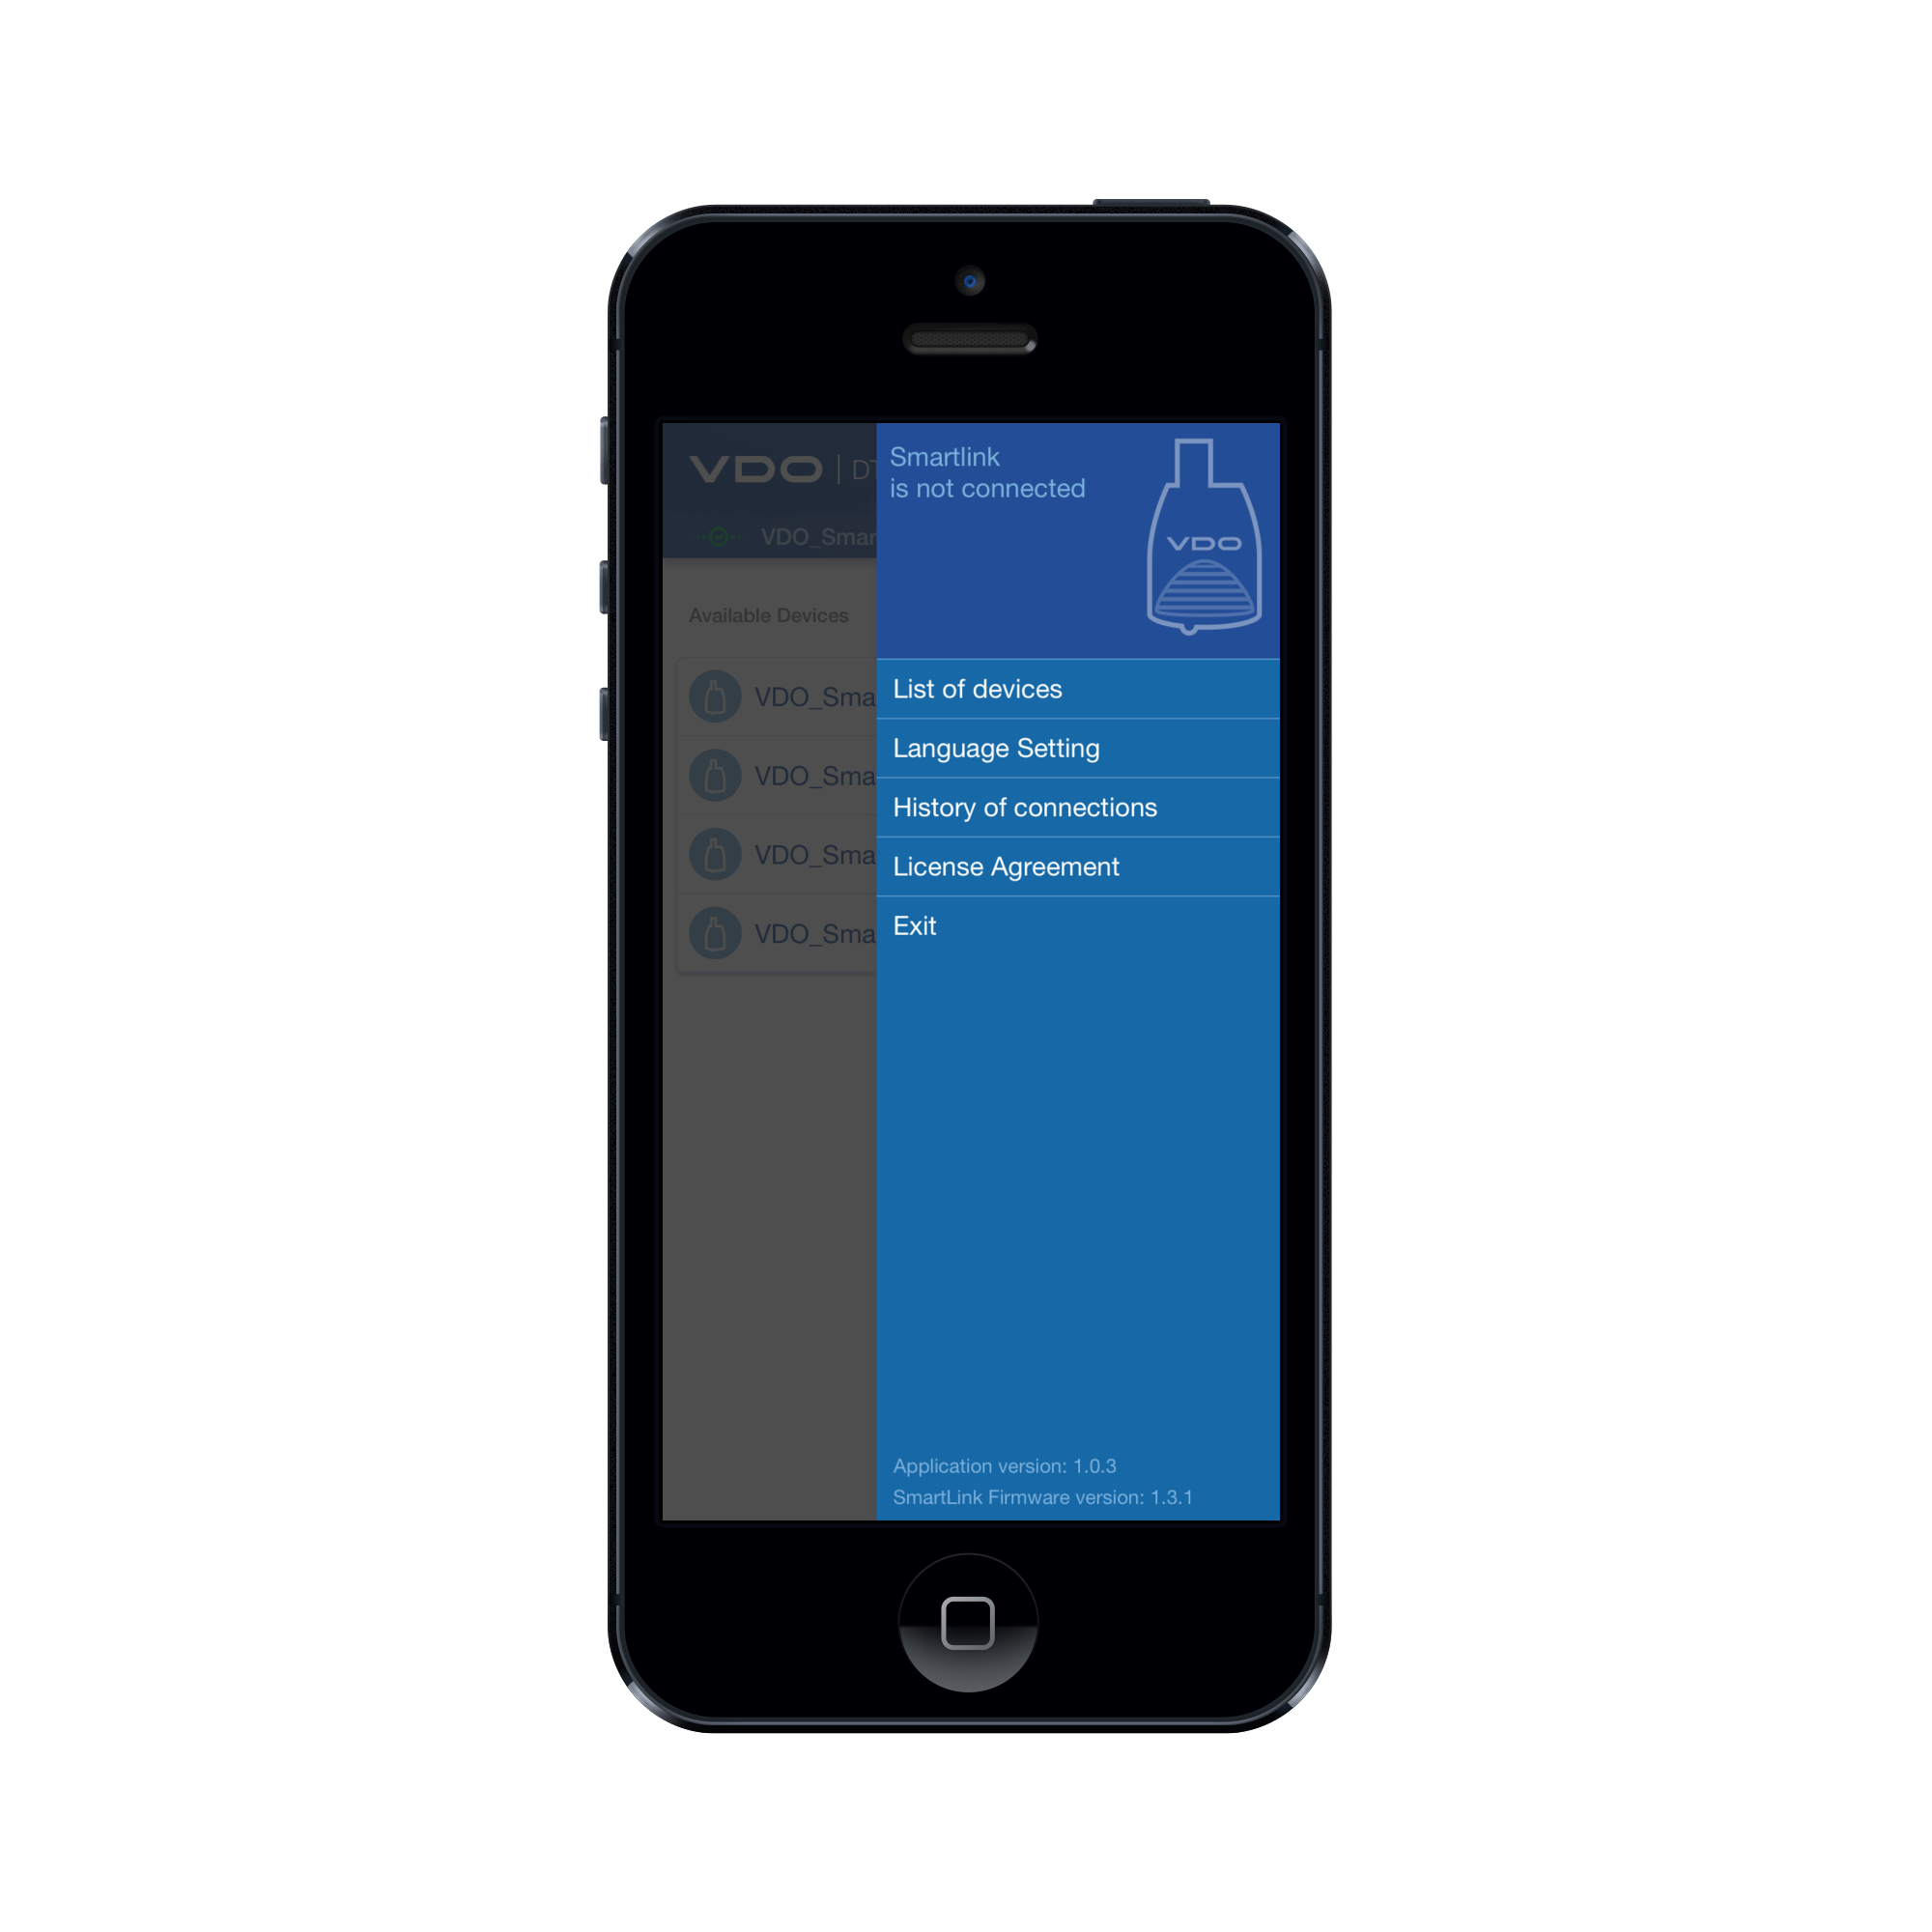 VDO | DT
VDO_Smar
Available Devices
VDO_Sma
VDO_Sma
VDO_Sma
VDO_Sma
Smartlink
is not connected
VDO
List of devices
Language Setting
History of connections
License Agreement
Exit
Application version: 1.0.3
SmartLink Firmware version: 1.3.1